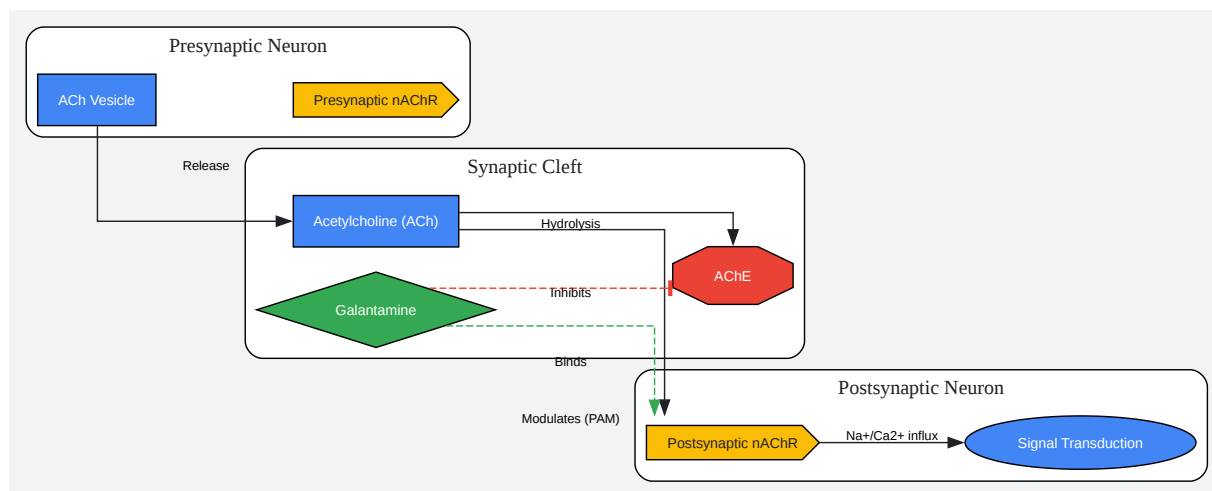 Presynaptic Neuron
ACh Vesicle
Presynaptic nAChR
Release
Synaptic Cleft
Acetylcholine (ACh)
Hydrolysis
AChE
Inhibits
Galantamine
Binds
Modulates (PAM)
Postsynaptic Neuron
Postsynaptic nAChR
Na+/Ca2+ influx
Signal Transduction